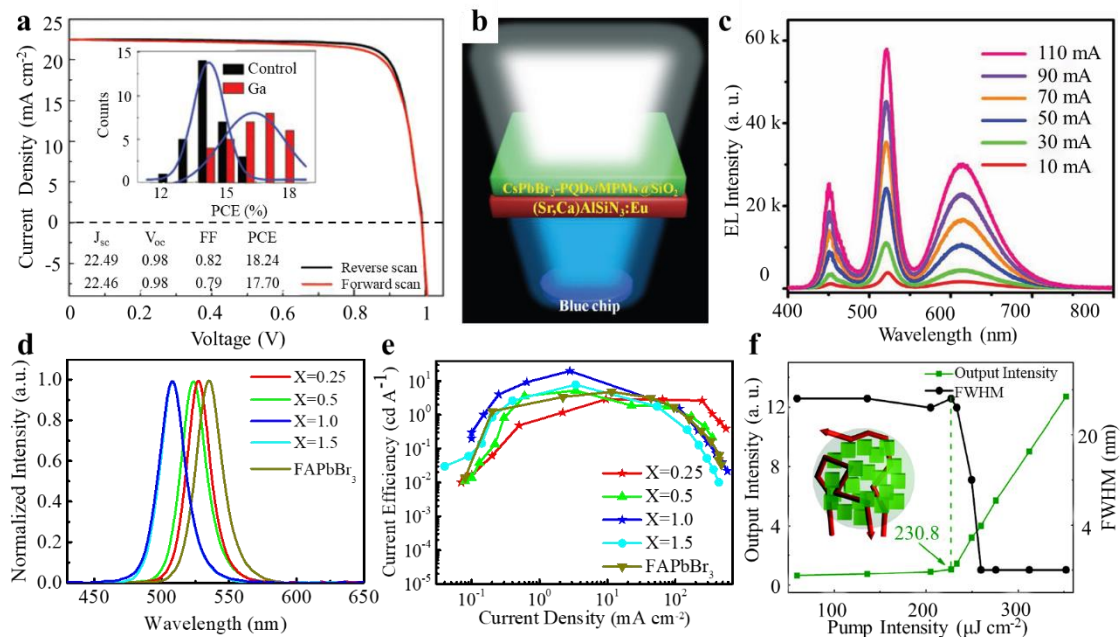 a
25
20
15
10
5
0
5
Current Density (mA cm⁻²)
15
10
5
0
Counts
Control
Ga
12
15
18
PCE (%)
Jsc Voc FF PCE
22.49 0.98 0.82 18.24
22.46 0.98 0.79 17.70
Reverse scan
Forward scan
0 0.2 0.4 0.6 0.8 1
Voltage (V)
b
CsPbBr₃-PQDs/MPMs@SiO₂
(Sr,Ca)AlSiN₃:Eu
Blue chip
c
60 k
40 k
20 k
0
EL Intensity (a. u.)
110 mA
90 mA
70 mA
50 mA
30 mA
10 mA
400 500 600 700 800
Wavelength (nm)
d
1.0
0.8
0.6
0.4
0.2
0.0
Normalized Intensity (a.u.)
X=0.25
X=0.5
X=1.0
X=1.5
FAPbBr₃
450 500 550 600 650
Wavelength (nm)
e
10¹
10⁰
10⁻¹
10⁻²
10⁻³
10⁻⁴
10⁻⁵
Current Efficiency (cd A⁻¹)
X=0.25
X=0.5
X=1.0
X=1.5
FAPbBr₃
10⁻¹ 10⁰ 10¹ 10²
Current Density (mA cm⁻²)
f
Output Intensity
FWHM
12
8
4
0
Output Intensity (a. u.)
230.8
20
4
FWHM (nm)
100 200 300
Pump Intensity (μJ cm⁻²)